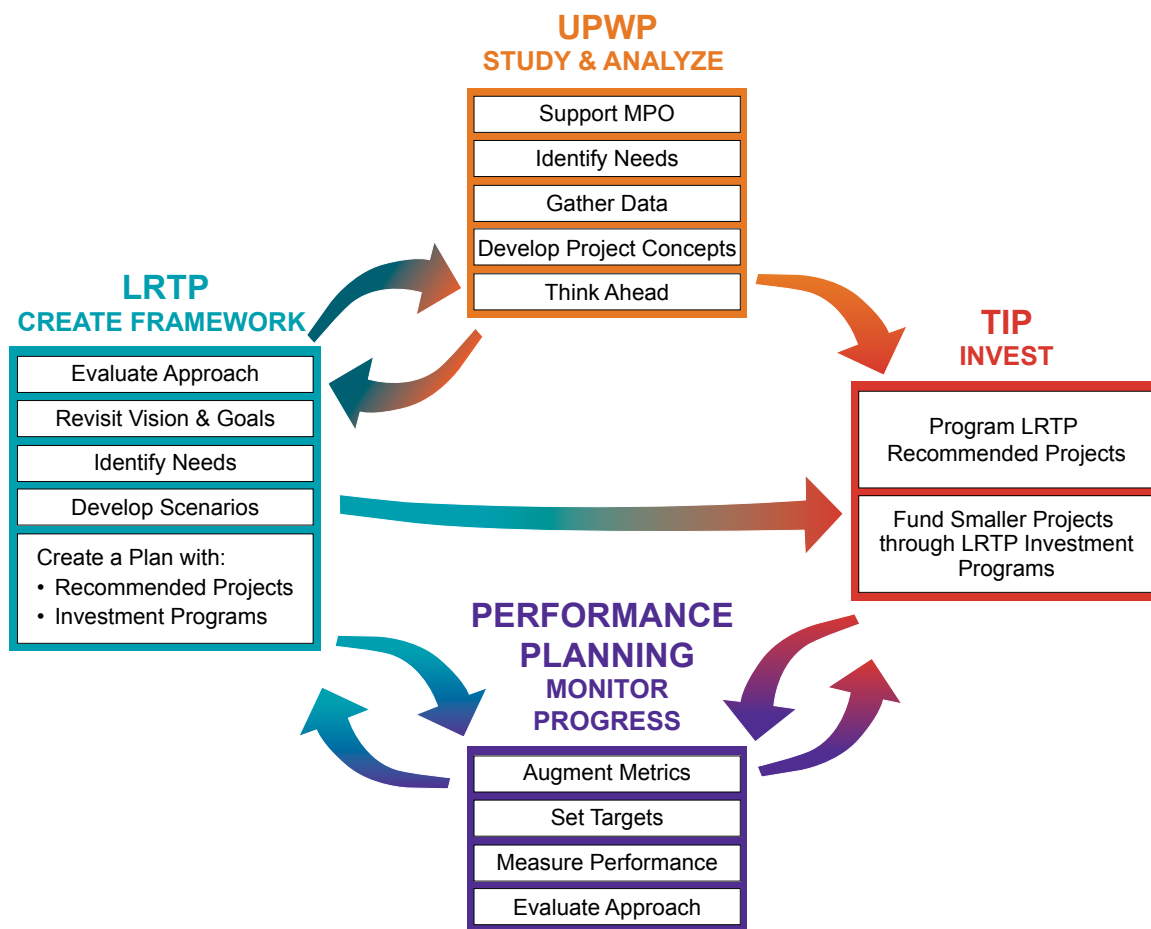 UPWP
STUDY & ANALYZE
Support MPO
Identify Needs
Gather Data
Develop Project Concepts
Think Ahead
LRTP
CREATE FRAMEWORK
Evaluate Approach
Revisit Vision & Goals
Identify Needs
Develop Scenarios
Create a Plan with:
• Recommended Projects
• Investment Programs
TIP
INVEST
Program LRTP
Recommended Projects
Fund Smaller Projects
through LRTP Investment
Programs
PERFORMANCE
PLANNING
MONITOR
PROGRESS
Augment Metrics
Set Targets
Measure Performance
Evaluate Approach